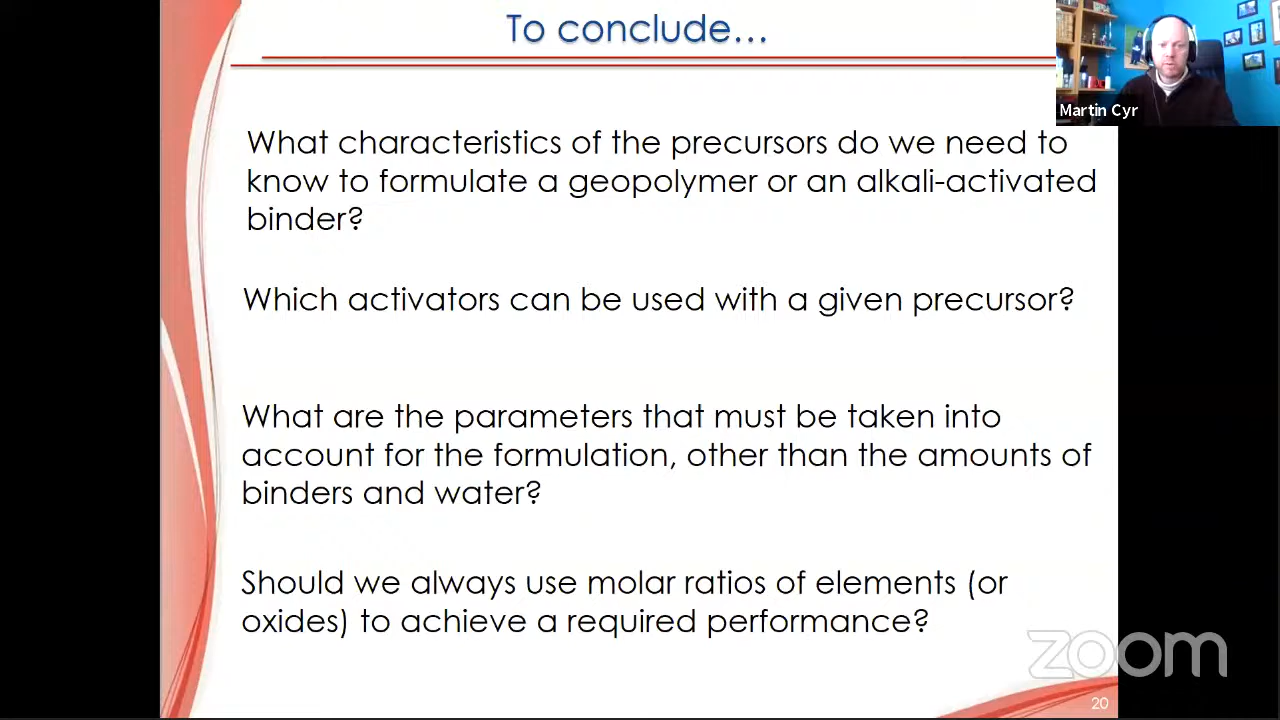 To conclude…
Martin Cyr
What characteristics of the precursors do we need to
know to formulate a geopolymer or an alkali-activated
binder?
Which activators can be used with a given precursor?
What are the parameters that must be taken into
account for the formulation, other than the amounts of
binders and water?
Should we always use molar ratios of elements (or
oxides) to achieve a required performance?
zoom
20